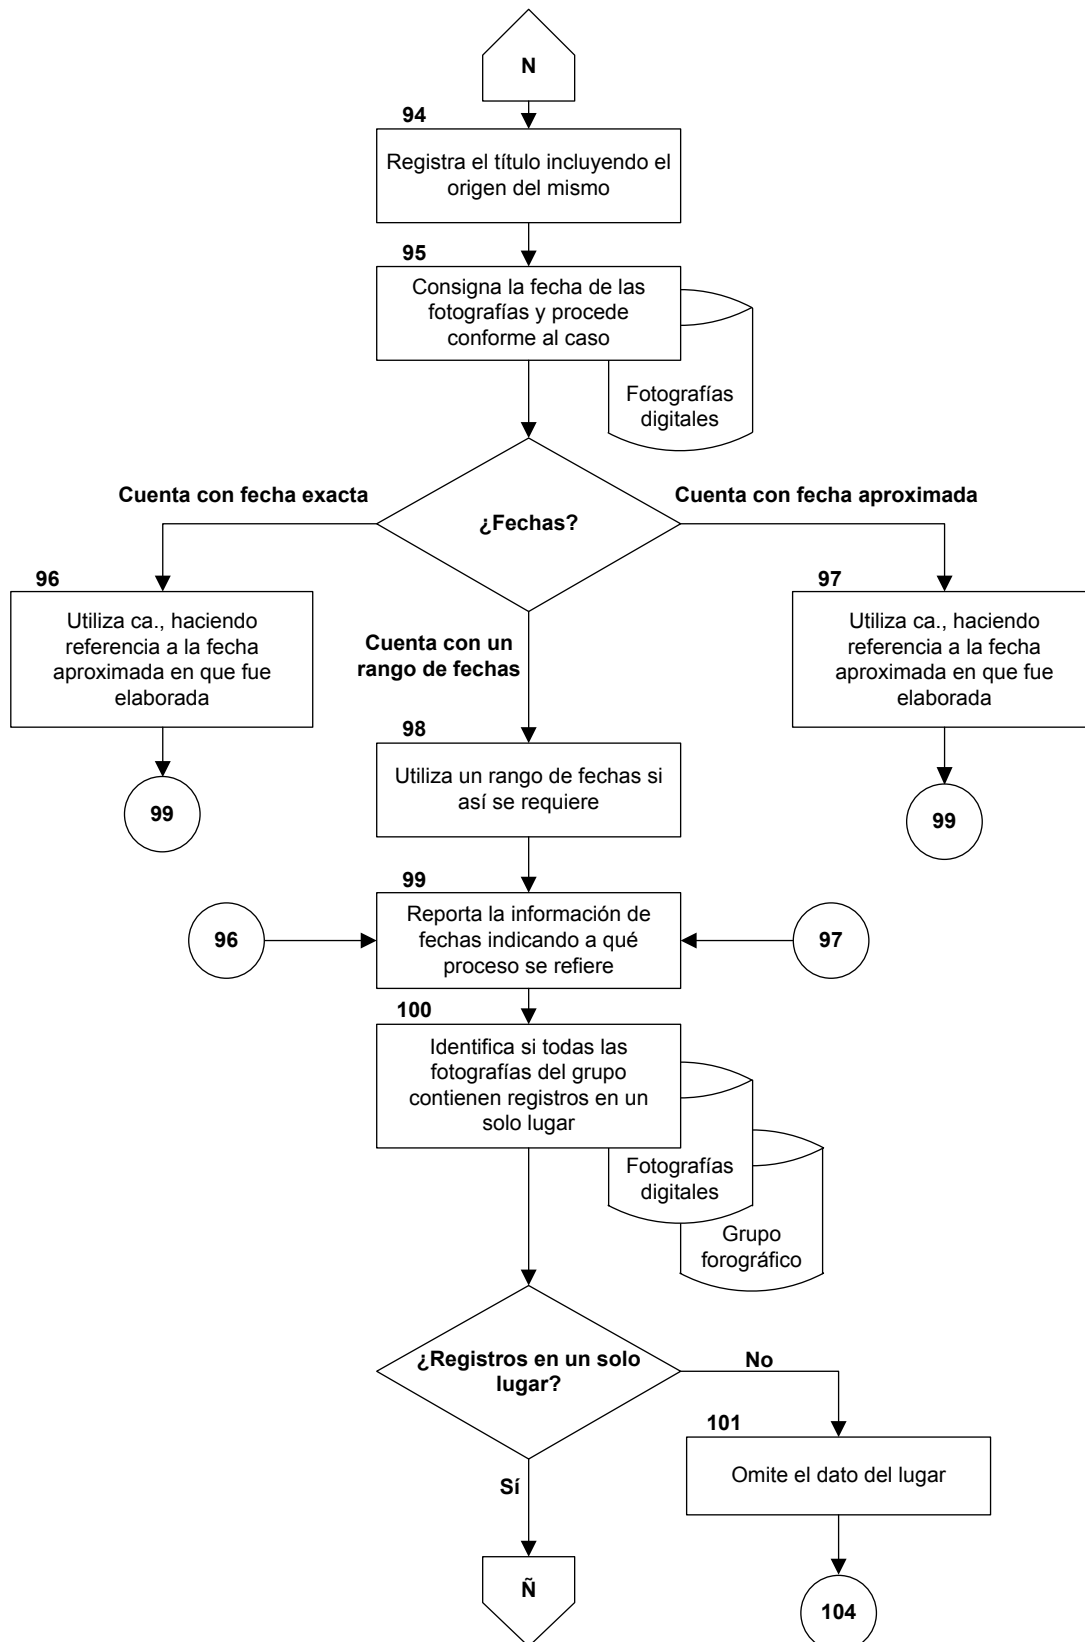 N
94
Registra el título incluyendo el
origen del mismo
95
Consigna la fecha de las
fotografías y procede
conforme al caso
Fotografías
digitales
Cuenta con fecha exacta
¿Fechas?
Cuenta con fecha aproximada
96
Utiliza ca., haciendo
referencia a la fecha
aproximada en que fue
elaborada
99
Cuenta con un
rango de fechas
97
Utiliza ca., haciendo
referencia a la fecha
aproximada en que fue
elaborada
99
98
Utiliza un rango de fechas si
así se requiere
99
96
Reporta la información de
fechas indicando a qué
proceso se refiere
97
100
Identifica si todas las
fotografías del grupo
contienen registros en un
solo lugar
Fotografías
digitales
Grupo
forográfico
¿Registros en un solo
lugar?
No
101
Omite el dato del lugar
Sí
Ñ
104